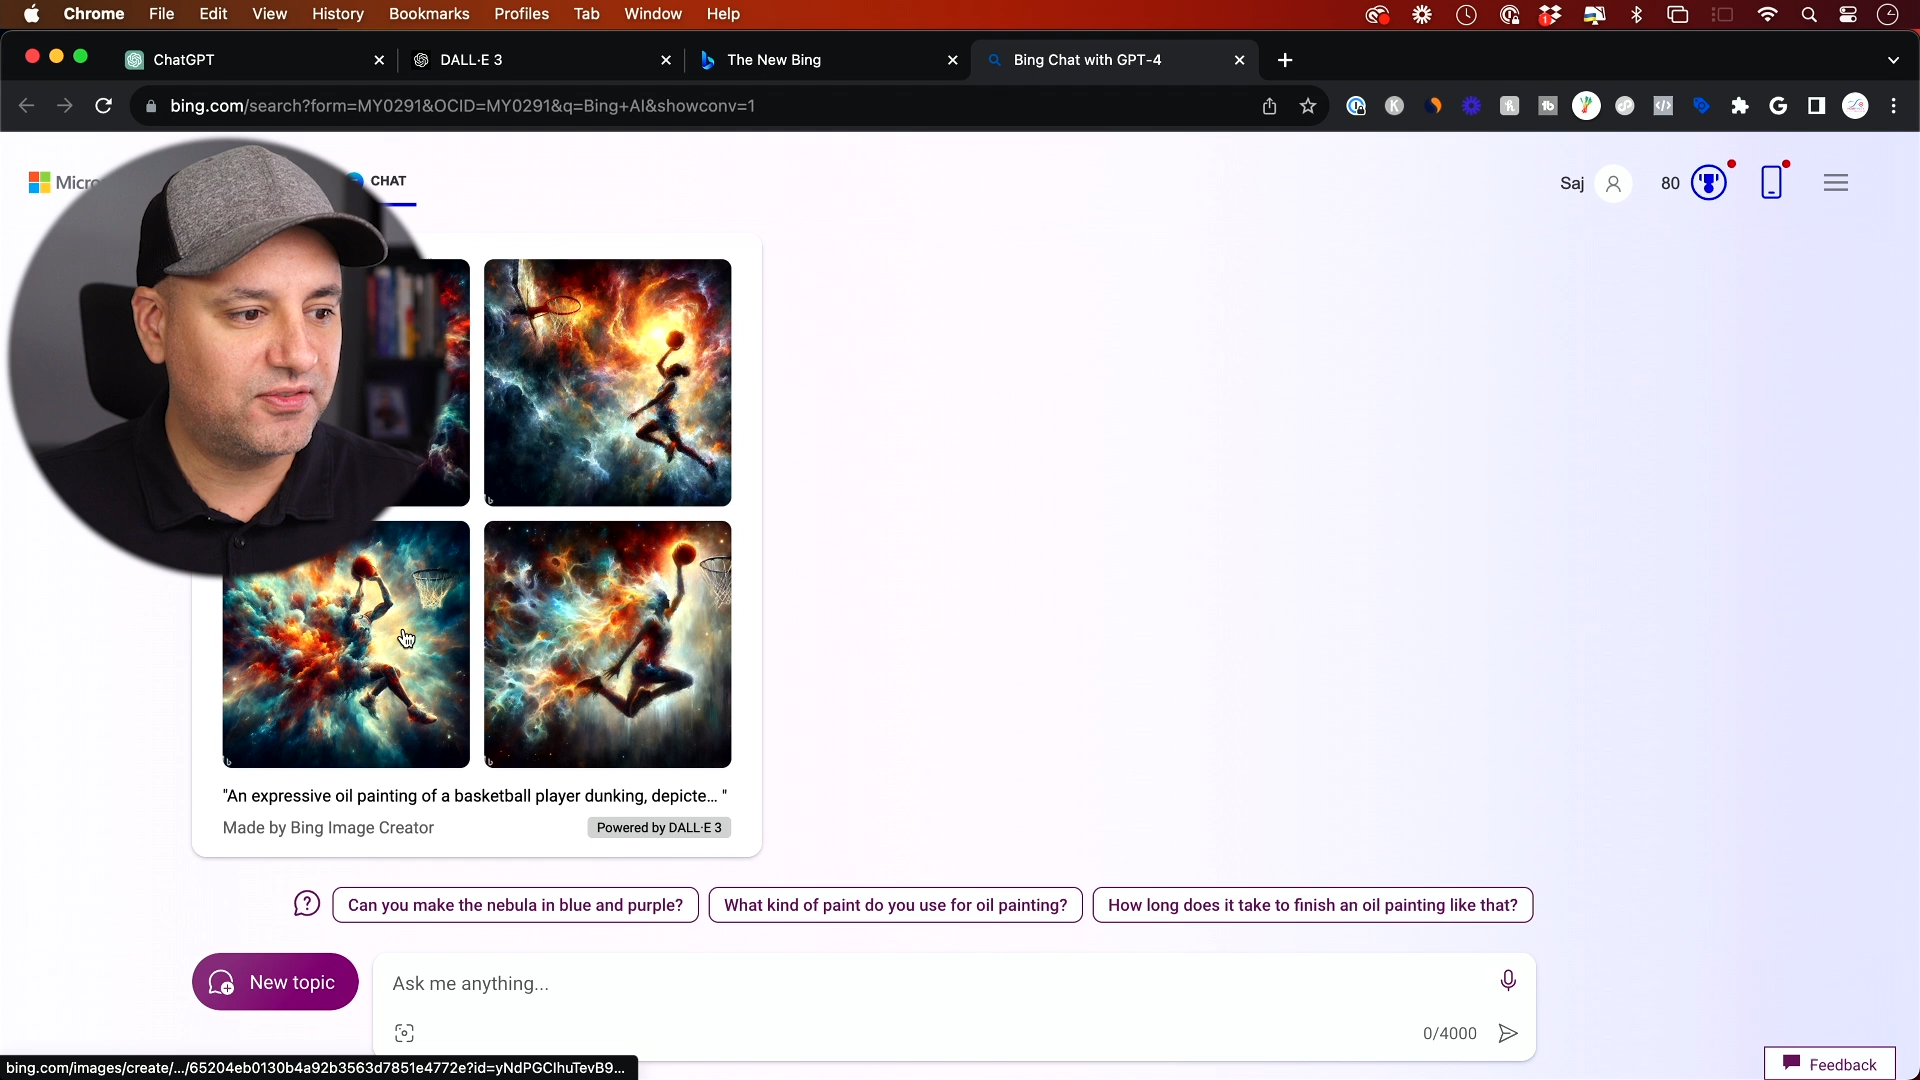 Chrome File Edit View History Bookmarks Profiles Tab Window Help
ChatGPT DALL·E 3 The New Bing Bing Chat with GPT-4
bing.com/search?form=MY0291&OCID=MY0291&q=Bing+AI&showconv=1
CHAT
Saj 80
"An expressive oil painting of a basketball player dunking, depicte... "
Made by Bing Image Creator Powered by DALL·E 3
Can you make the nebula in blue and purple? What kind of paint do you use for oil painting? How long does it take to finish an oil painting like that?
New topic Ask me anything...
0/4000
bing.com/images/create/.../65204eb0130b4a92b3563d7851e4772e?id=yNdPGClhuTevB9...
Feedback